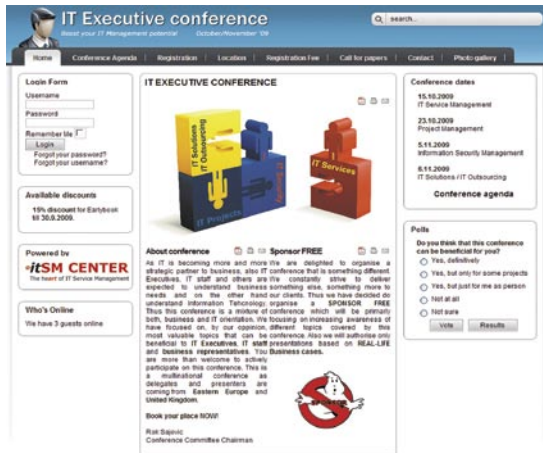 IT Executive conference
Boost your IT Management potential October/November '09
search...
Home
Conference Agenda
Registration
Location
Registration Fee
Call for papers
Contact
Photo gallery
Login Form
Username
Password
Remember Me
Login
Forgot your password?
Forgot your username?
Available discounts
15% discount for Earlybook
till 30.9.2009.
Powered by
itSM CENTER
The heart of IT Service Management
Who's Online
We have 3 guests online
IT EXECUTIVE CONFERENCE
IT Solutions
IT Outsourcing
IT Services
IT Projects
IT Security
About conference
As IT is becoming more and more
strategic partner to business, also IT
Executives, IT staff and others are
expected to understand business
needs and on the other hand
understand Information Tehcnology.
Thus this conference is a mixture of
both, business and IT orientation. We
have focused on, by our oppinion,
most valuable topics that can be
beneficial to IT Executives, IT staff
and business representatives. You
are more than welcome to actively
participate on this conference. This is
a multinational conference as
delegates and presenters are
coming from Eastern Europe and
United Kingdom.
Book your place NOW!
Rok Sajovic
Conference Committee Chairman
Sponsor FREE
We are delighted to organise a
conference that is something different.
We constantly strive to deliver
something else, something more to
our clients. Thus we have decided do
organise a SPONSOR FREE
conference which will be primarily
focusing on increasing awareness of
different topics covered by this
conference. Also we will authorise only
presentations based on REAL-LIFE
Business cases.
SPONSOR
Conference dates
15.10.2009
IT Service Management
23.10.2009
Project Management
5.11.2009
Information Security Management
6.11.2009
IT Solutions / IT Outsourcing
Conference agenda
Polls
Do you think that this conference
can be beneficial for you?
Yes, definitively
Yes, but only for some projects
Yes, but just for me as person
Not at all
Not sure
Vote
Results